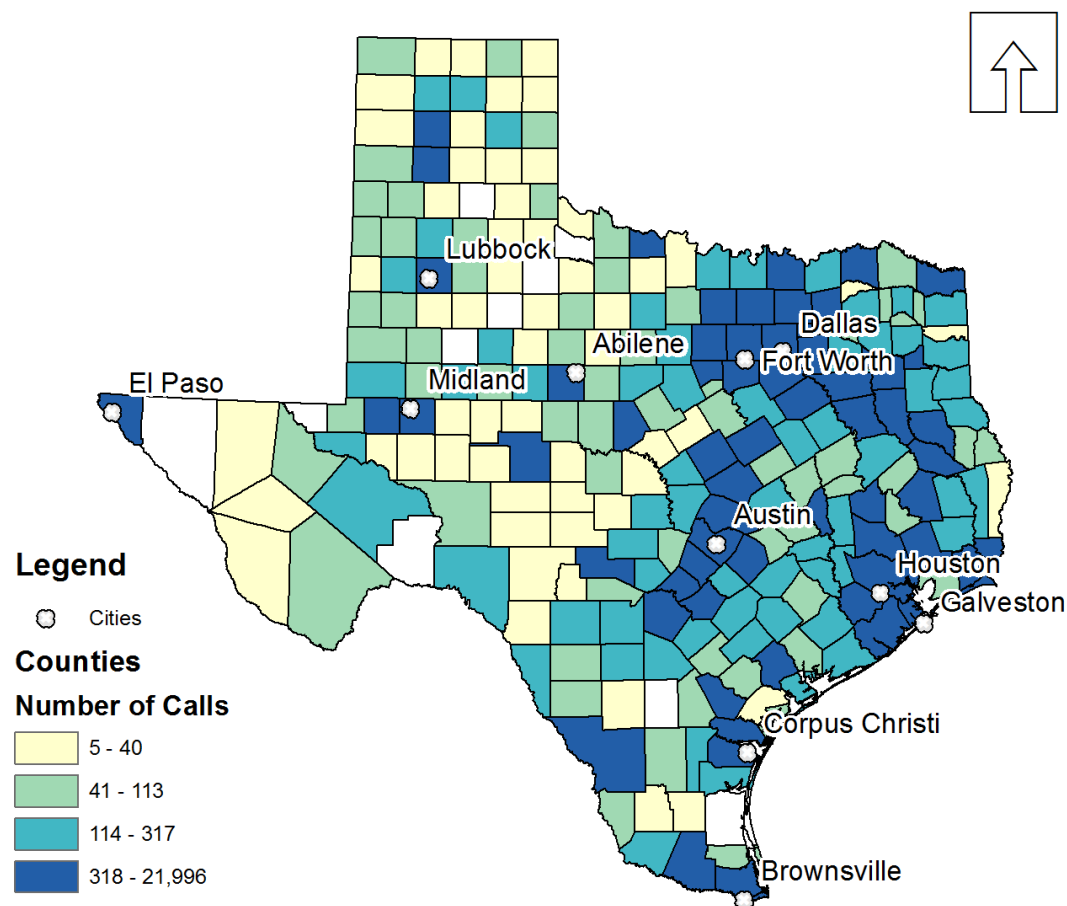 Lubbock
Dallas
Abilene
Fort Worth
Midland
El Paso
Austin
Houston
Galveston
Corpus Christi
Brownsville
Legend
Cities
Counties
Number of Calls
5 - 40
41 - 113
114 - 317
318 - 21,996